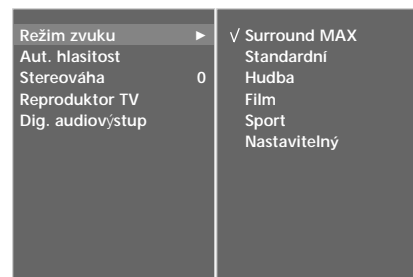 Režim zvuku ►
Aut. hlasitost
Stereováha 0
Reproduktor TV
Dig. audiovýstup
√ Surround MAX
Standardní
Hudba
Film
Sport
Nastavitelný